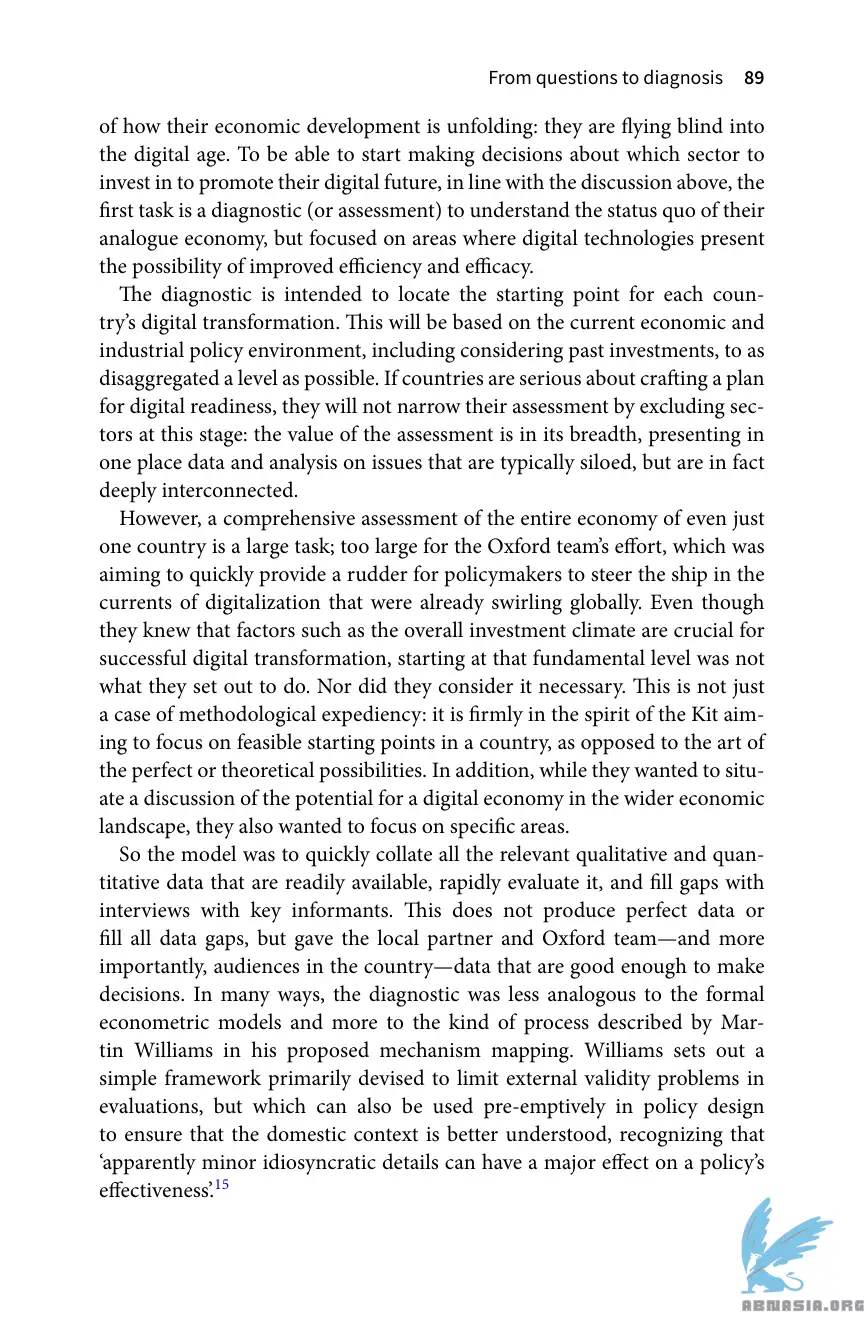 From questions to diagnosis 89
of how their economic development is unfolding: they are flying blind into
the digital age. To be able to start making decisions about which sector to
invest in to promote their digital future, in line with the discussion above, the
first task is a diagnostic (or assessment) to understand the status quo of their
analogue economy, but focused on areas where digital technologies present
the possibility of improved efficiency and efficacy.
The diagnostic is intended to locate the starting point for each coun-
try’s digital transformation. This will be based on the current economic and
industrial policy environment, including considering past investments, to as
disaggregated a level as possible. If countries are serious about crafting a plan
for digital readiness, they will not narrow their assessment by excluding sec-
tors at this stage: the value of the assessment is in its breadth, presenting in
one place data and analysis on issues that are typically siloed, but are in fact
deeply interconnected.
However, a comprehensive assessment of the entire economy of even just
one country is a large task; too large for the Oxford team’s effort, which was
aiming to quickly provide a rudder for policymakers to steer the ship in the
currents of digitalization that were already swirling globally. Even though
they knew that factors such as the overall investment climate are crucial for
successful digital transformation, starting at that fundamental level was not
what they set out to do. Nor did they consider it necessary. This is not just
a case of methodological expediency: it is firmly in the spirit of the Kit aim-
ing to focus on feasible starting points in a country, as opposed to the art of
the perfect or theoretical possibilities. In addition, while they wanted to situ-
ate a discussion of the potential for a digital economy in the wider economic
landscape, they also wanted to focus on specific areas.
So the model was to quickly collate all the relevant qualitative and quan-
titative data that are readily available, rapidly evaluate it, and fill gaps with
interviews with key informants. This does not produce perfect data or
fill all data gaps, but gave the local partner and Oxford team—and more
importantly, audiences in the country—data that are good enough to make
decisions. In many ways, the diagnostic was less analogous to the formal
econometric models and more to the kind of process described by Mar-
tin Williams in his proposed mechanism mapping. Williams sets out a
simple framework primarily devised to limit external validity problems in
evaluations, but which can also be used pre-emptively in policy design
to ensure that the domestic context is better understood, recognizing that
‘apparently minor idiosyncratic details can have a major effect on a policy’s
effectiveness’.15
ABNASIA.ORG